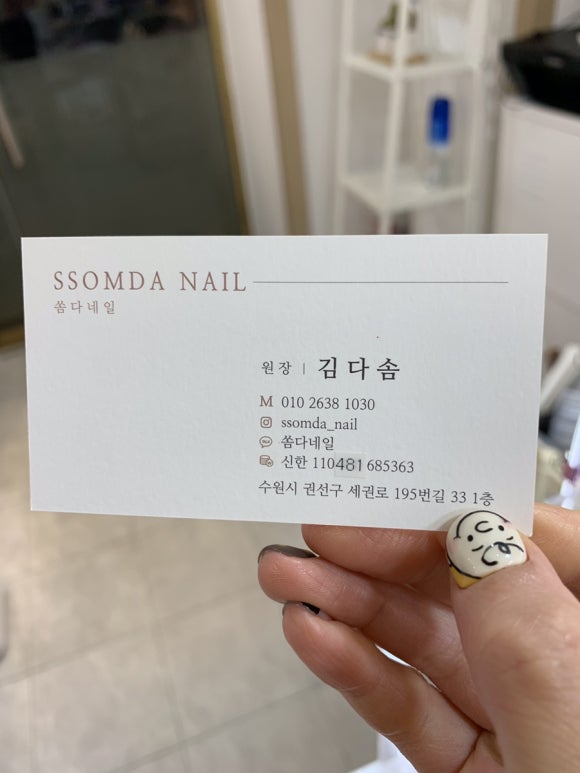 SSOMDA NAIL
쏨다네일
원장 | 김다솜
M 010 2638 1030
ssomda_nail
쏨다네일
신한 110481 685363
수원시 권선구 세권로 195번길 33 1층